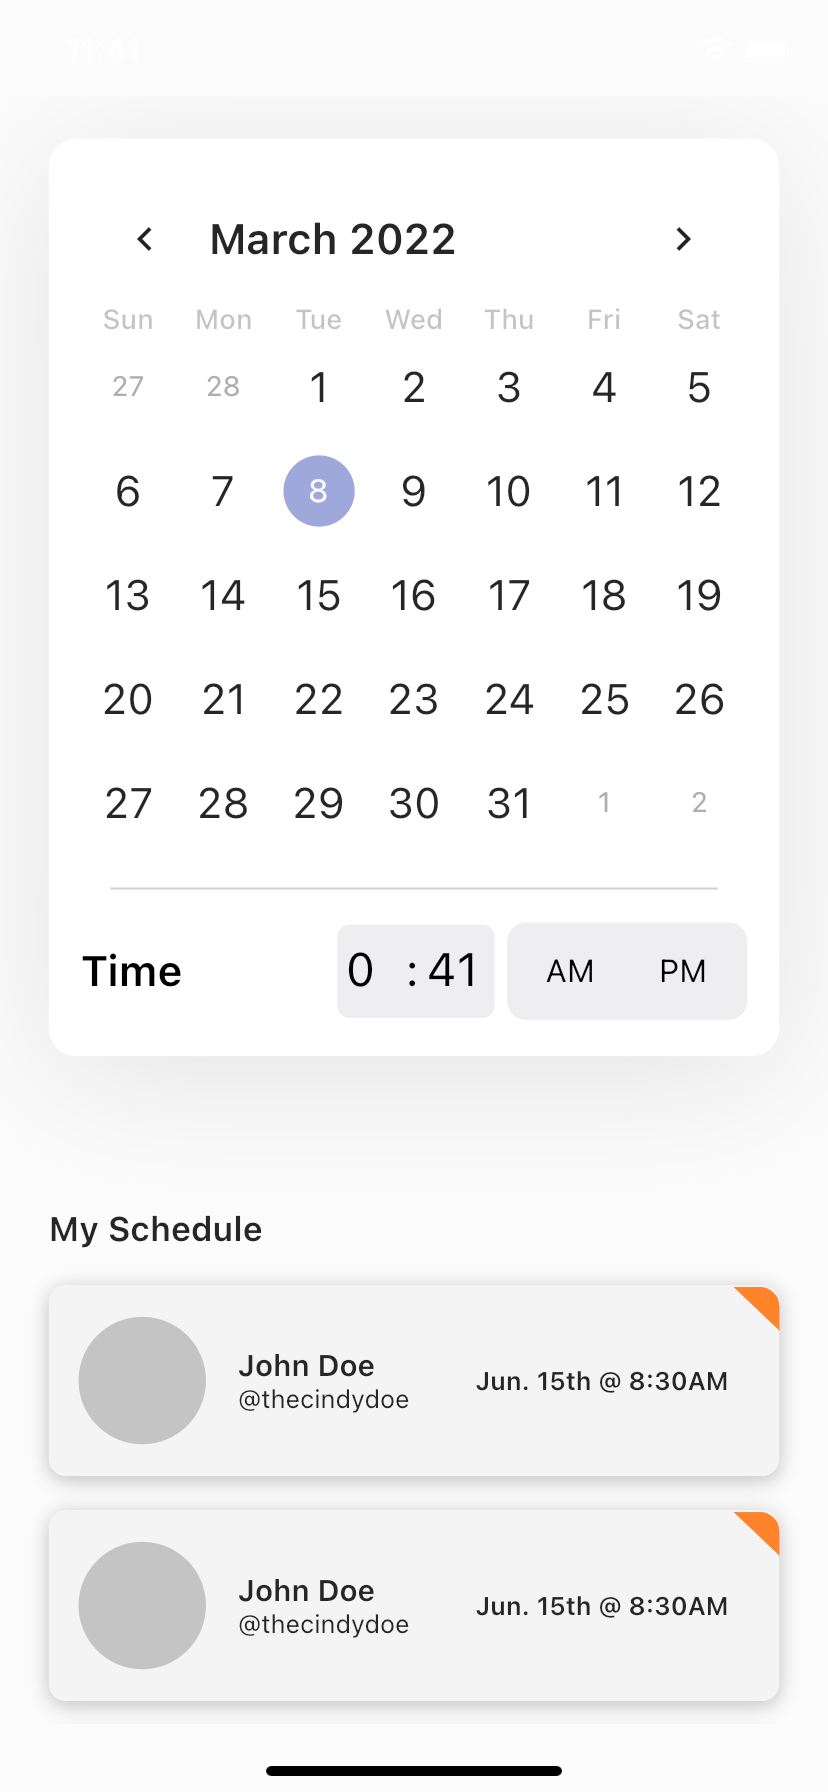 11:41
March 2022
Sun Mon Tue Wed Thu Fri Sat
27 28 1 2 3 4 5
6 7 8 9 10 11 12
13 14 15 16 17 18 19
20 21 22 23 24 25 26
27 28 29 30 31 1 2
Time 0 : 41 AM PM
My Schedule
John Doe
@thecindydoe
Jun. 15th @ 8:30AM
John Doe
@thecindydoe
Jun. 15th @ 8:30AM